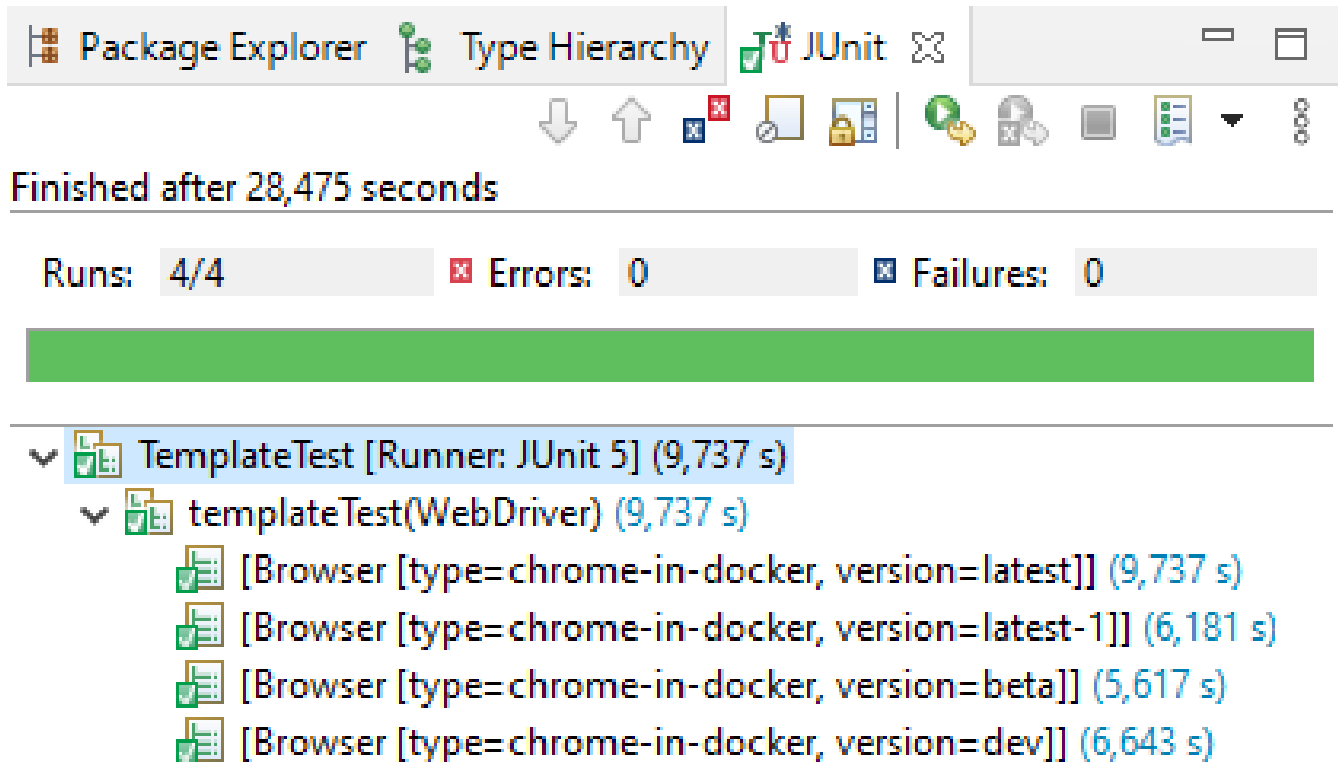 Package Explorer Type Hierarchy JUnit
Finished after 28,475 seconds
Runs: 4/4 Errors: 0 Failures: 0
TemplateTest [Runner: JUnit 5] (9,737 s)
templateTest(WebDriver) (9,737 s)
[Browser [type=chrome-in-docker, version=latest]] (9,737 s)
[Browser [type=chrome-in-docker, version=latest-1]] (6,181 s)
[Browser [type=chrome-in-docker, version=beta]] (5,617 s)
[Browser [type=chrome-in-docker, version=dev]] (6,643 s)